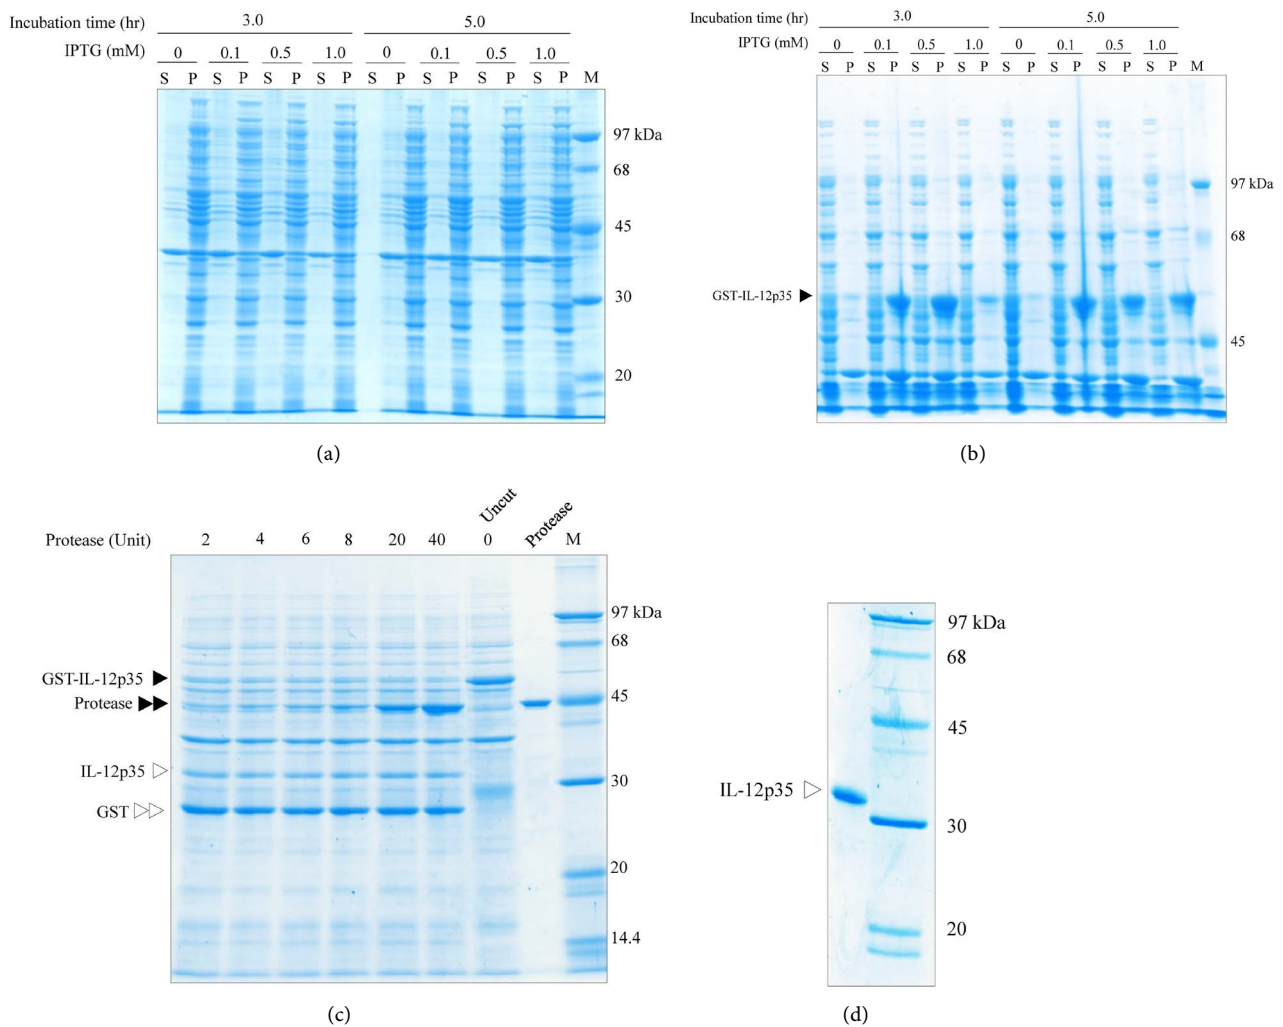 Incubation time (hr) 3.0 5.0
IPTG (mM) 0 0.1 0.5 1.0 0 0.1 0.5 1.0
S P S P S P S P S P S P S P S P M
97 kDa
68
45
30
20
(a)
Incubation time (hr) 3.0 5.0
IPTG (mM) 0 0.1 0.5 1.0 0 0.1 0.5 1.0
S P S P S P S P S P S P S P S P M
97 kDa
68
GST-IL-12p35
45
(b)
Uncut
Protease
Protease (Unit) 2 4 6 8 20 40 0 M
97 kDa
68
GST-IL-12p35
45
Protease
IL-12p35
30
GST
20
14.4
(c)
97 kDa
68
45
IL-12p35
30
20
(d)